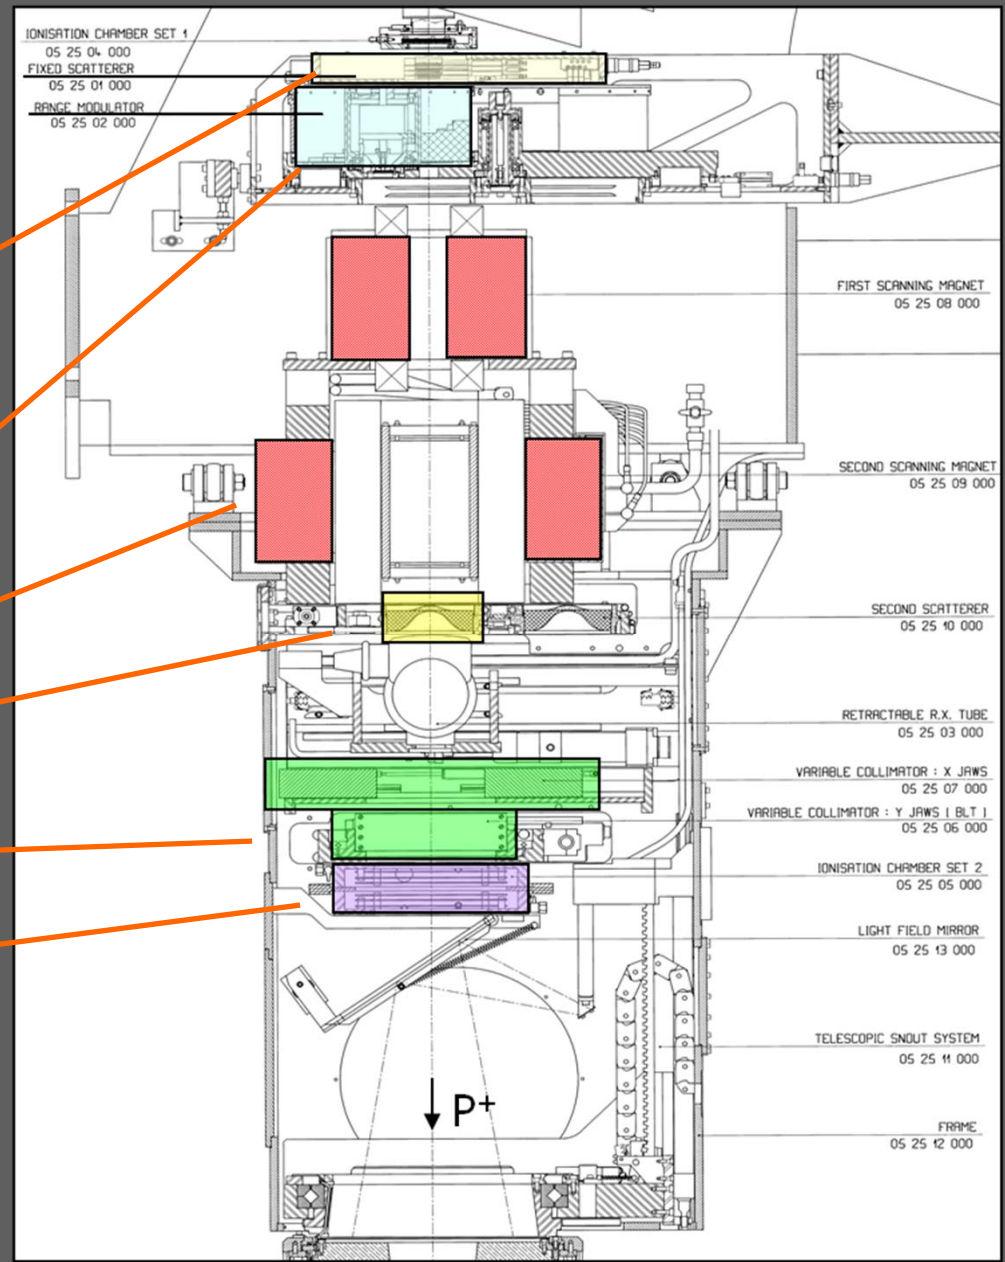 IONISATION CHAMBER SET 1
05 25 04 000
FIXED SCATTERER
05 25 01 000
RANGE MODULATOR
05 25 02 000
FIRST SCANNING MAGNET
05 25 08 000
SECOND SCANNING MAGNET
05 25 09 000
SECOND SCATTERER
05 25 10 000
RETRACTABLE R.X. TUBE
05 25 03 000
VARIABLE COLLIMATOR : X JAWS
05 25 07 000
VARIABLE COLLIMATOR : Y JAWS ( BLT )
05 25 06 000
IONISATION CHAMBER SET 2
05 25 05 000
LIGHT FIELD MIRROR
05 25 13 000
TELESCOPIC SNOUT SYSTEM
05 25 11 000
P+
FRAME
05 25 12 000